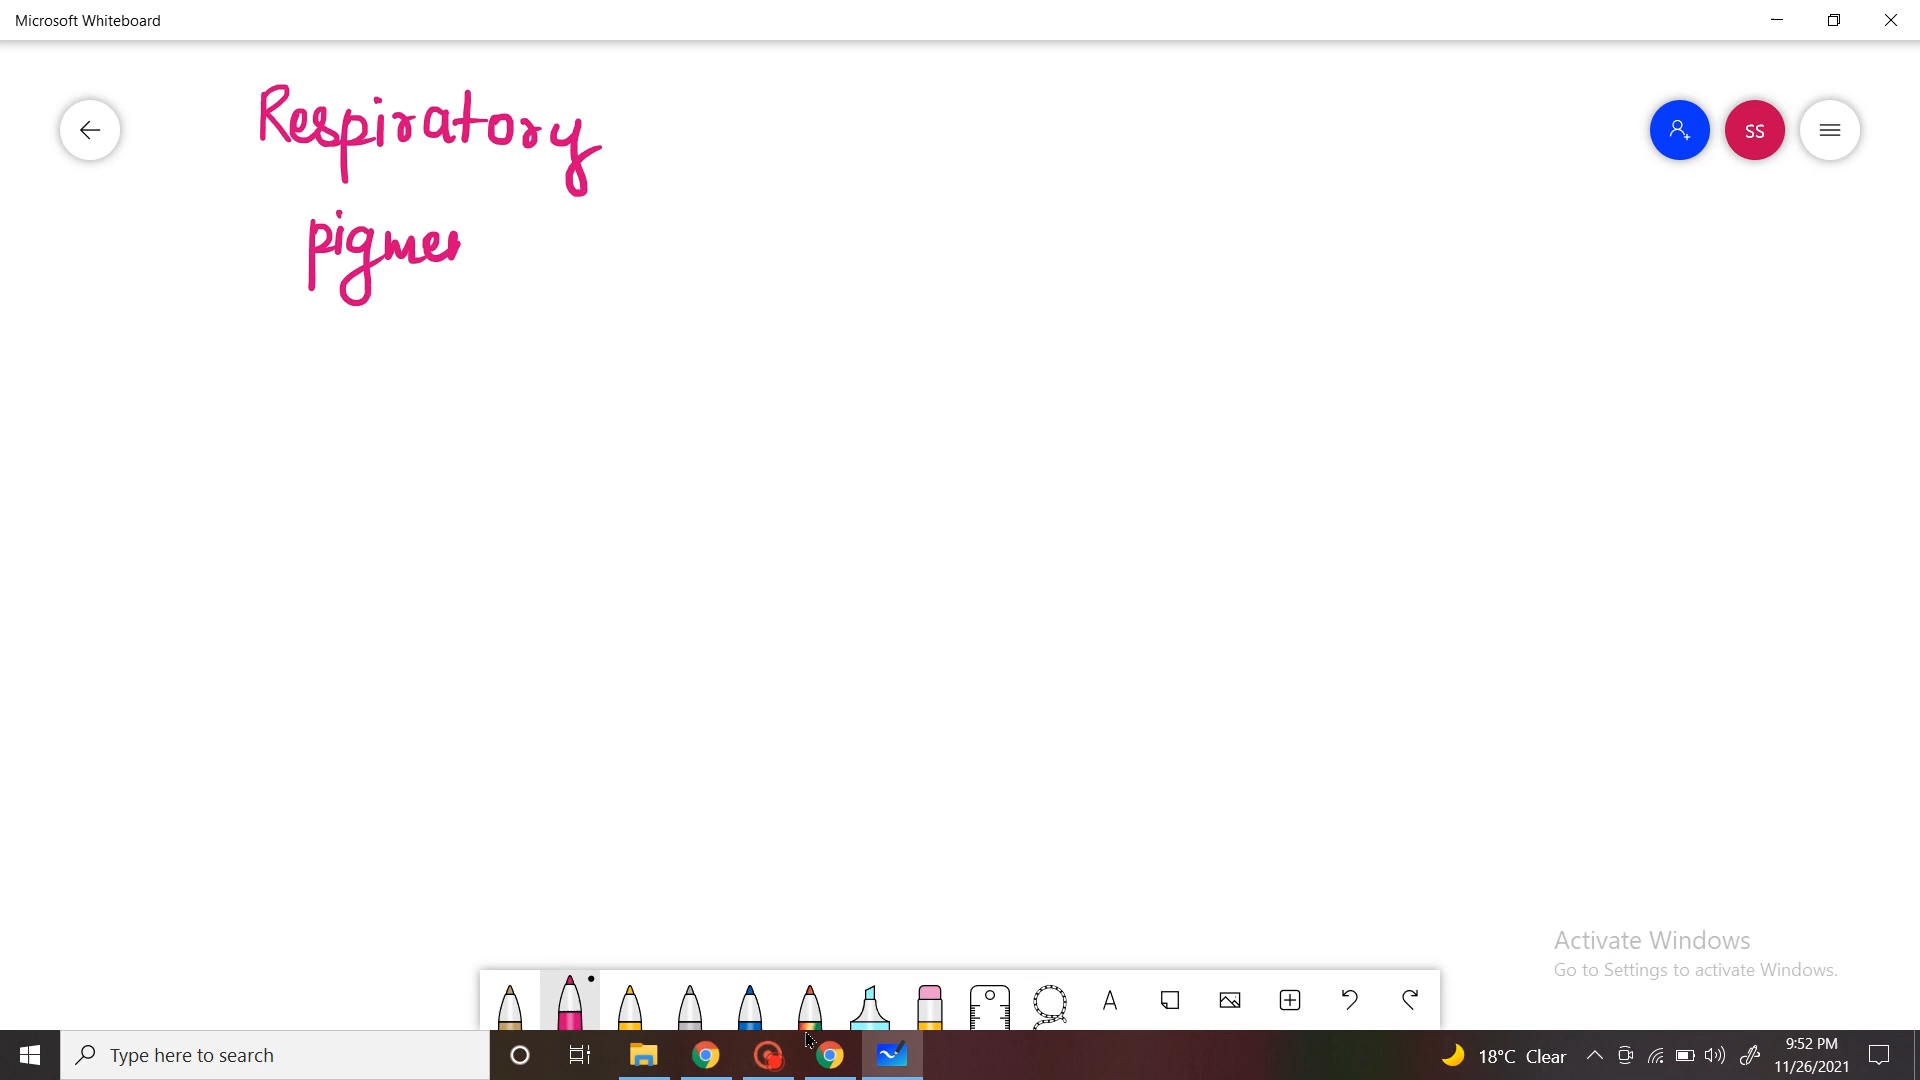 Microsoft Whiteboard
Respiratory
SS
pigmen
Activate Windows
Go to Settings to activate Windows.
A
Type here to search
18°C Clear
9:52 PM
11/26/2021